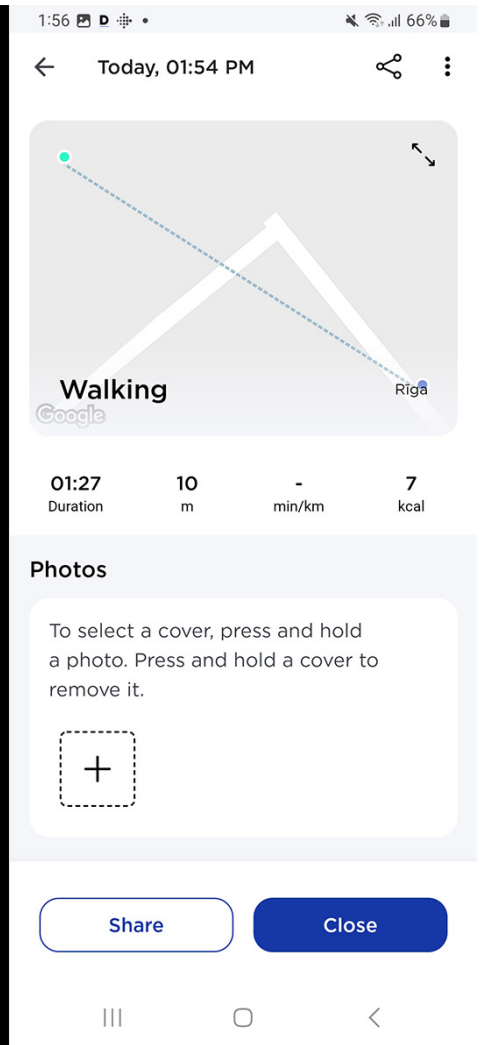 1:56 D 66%
Today, 01:54 PM
Walking
Rīga
Google
01:27 10 - 7
Duration m min/km kcal
Photos
To select a cover, press and hold
a photo. Press and hold a cover to
remove it.
+
Share Close